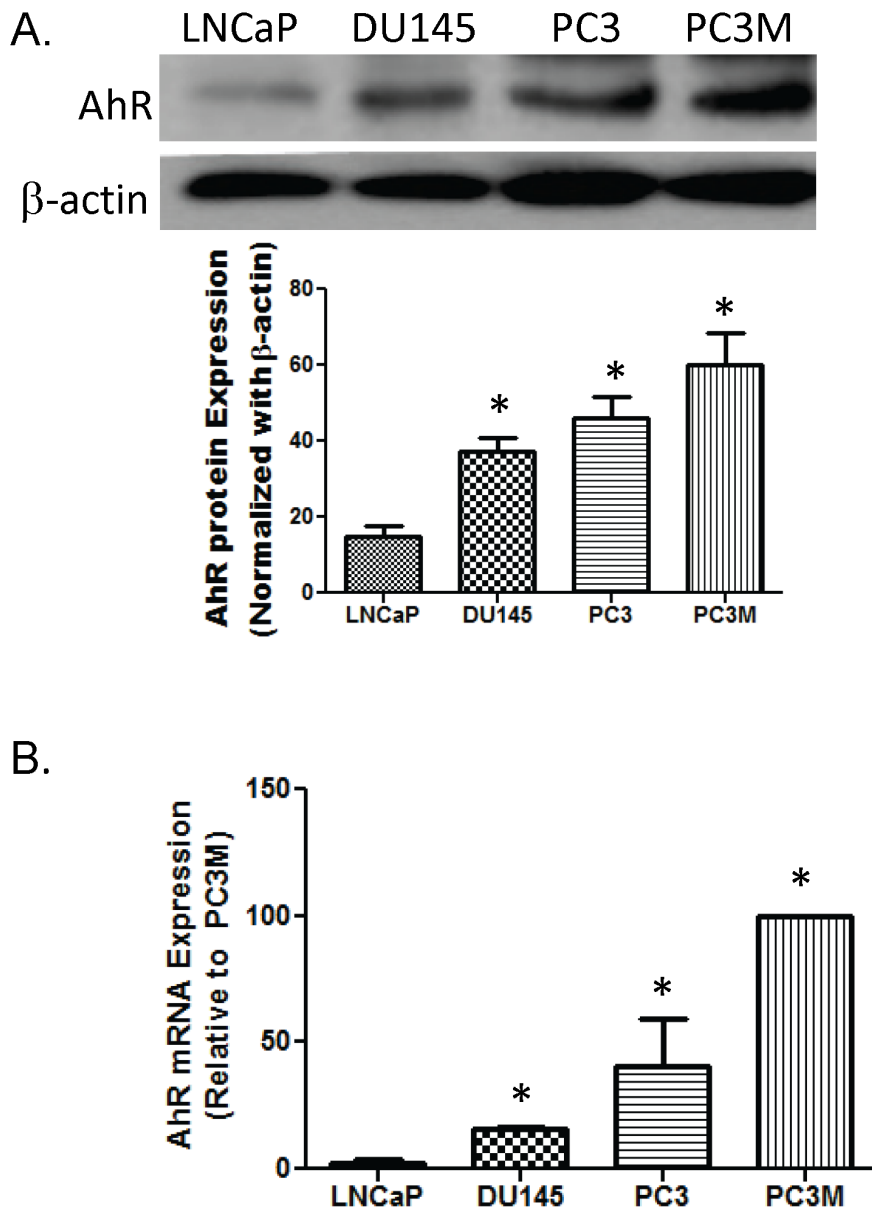 A.
LNCaP DU145 PC3 PC3M
AhR
β-actin
AhR protein Expression
(Normalized with β-actin)
80
60
40
20
0
*
*
*
LNCaP DU145 PC3 PC3M
B.
AhR mRNA Expression
(Relative to PC3M)
150
100
50
0
*
*
*
LNCaP DU145 PC3 PC3M